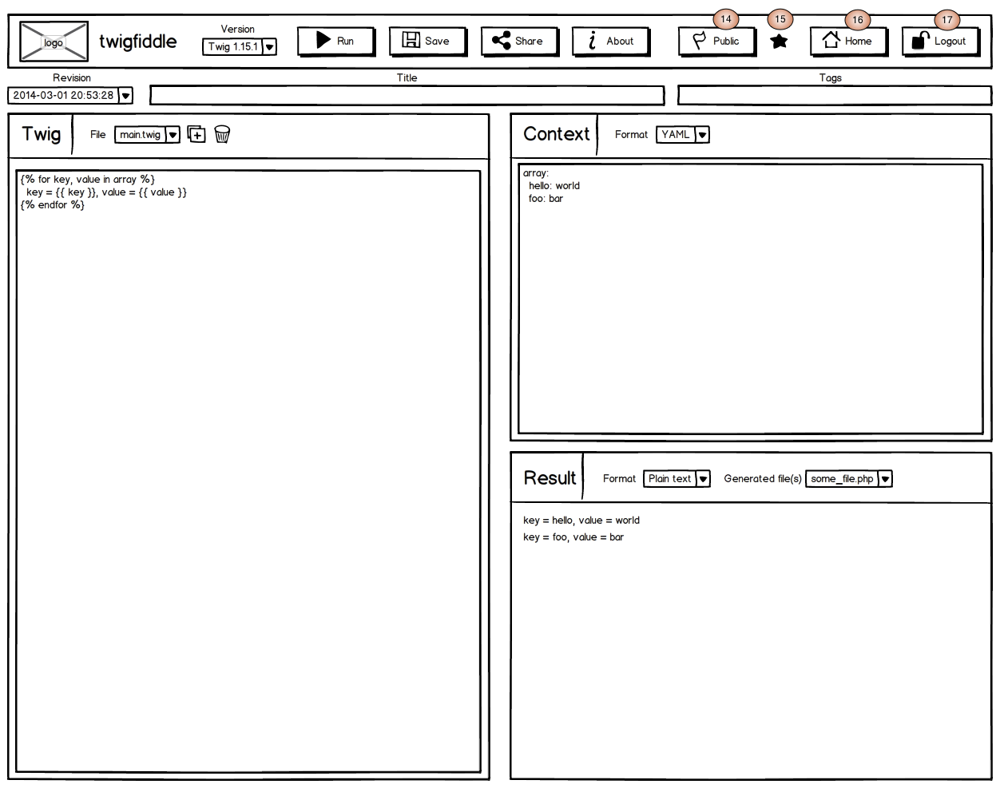 14 15 16 17
logo twigfiddle
Version
Twig 1.15.1
Run Save Share About Public Home Logout
Revision Title Tags
2014-03-01 20:53:28
Twig File main.twig
{% for key, value in array %}
key = {{ key }}, value = {{ value }}
{% endfor %}
Context Format YAML
array:
hello: world
foo: bar
Result Format Plain text Generated file(s) some_file.php
key = hello, value = world
key = foo, value = bar